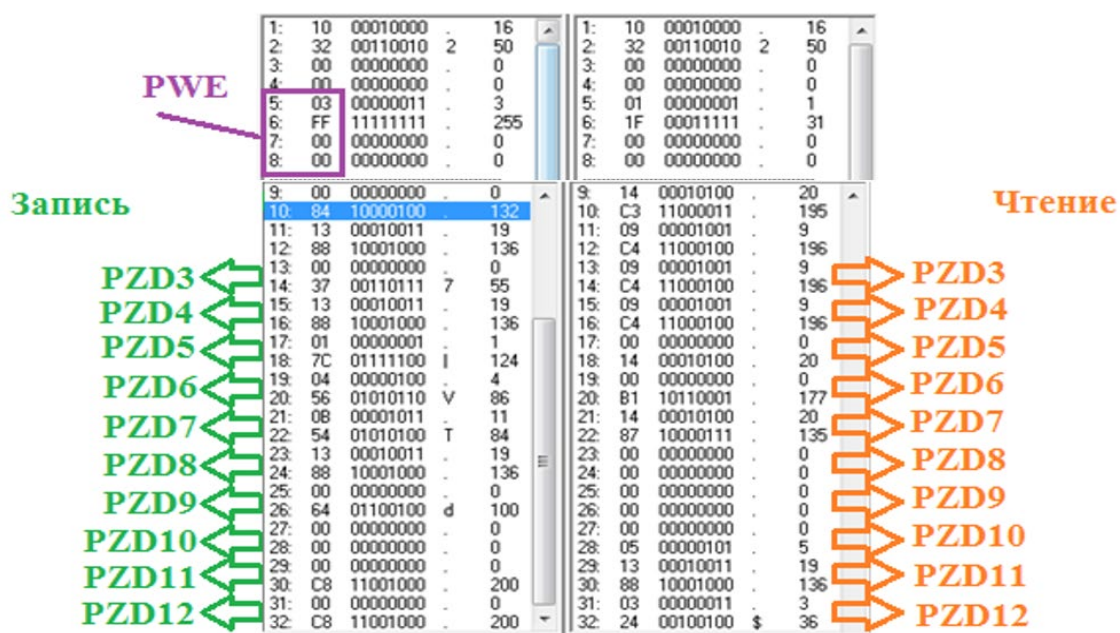 1: 10 00010000 . 16 1: 10 00010000 . 16
2: 32 00110010 2 50 2: 32 00110010 2 50
3: 00 00000000 . 0 3: 00 00000000 . 0
4: 00 00000000 . 0 4: 00 00000000 . 0
PWE
5: 03 00000011 . 3 5: 01 00000001 . 1
6: FF 11111111 . 255 6: 1F 00011111 . 31
7: 00 00000000 . 0 7: 00 00000000 . 0
8: 00 00000000 . 0 8: 00 00000000 . 0
Запись 9: 00 00000000 . 0 9: 14 00010100 . 20 Чтение
10: 84 10000100 . 132 10: C3 11000011 . 195
11: 13 00010011 . 19 11: 09 00001001 . 9
12: 88 10001000 . 136 12: C4 11000100 . 196
13: 00 00000000 . 0 13: 09 00001001 . 9
PZD3 14: 37 00110111 7 55 14: C4 11000100 . 196 PZD3
15: 13 00010011 . 19 15: 09 00001001 . 9
PZD4 16: 88 10001000 . 136 16: C4 11000100 . 196 PZD4
17: 01 00000001 . 1 17: 00 00000000 . 0
PZD5 18: 7C 01111100 | 124 18: 14 00010100 . 20 PZD5
19: 04 00000100 . 4 19: 00 00000000 . 0
PZD6 20: 56 01010110 V 86 20: B1 10110001 . 177 PZD6
21: 0B 00001011 . 11 21: 14 00010100 . 20
PZD7 22: 54 01010100 T 84 22: 87 10000111 . 135 PZD7
23: 13 00010011 . 19 23: 00 00000000 . 0
PZD8 24: 88 10001000 . 136 24: 00 00000000 . 0 PZD8
25: 00 00000000 . 0 25: 00 00000000 . 0
PZD9 26: 64 01100100 d 100 26: 00 00000000 . 0 PZD9
27: 00 00000000 . 0 27: 00 00000000 . 0
PZD10 28: 00 00000000 . 0 28: 05 00000101 . 5 PZD10
29: 00 00000000 . 0 29: 13 00010011 . 19
PZD11 30: C8 11001000 . 200 30: 88 10001000 . 136 PZD11
31: 00 00000000 . 0 31: 03 00000011 . 3
PZD12 32: C8 11001000 . 200 32: 24 00100100 $ 36 PZD12